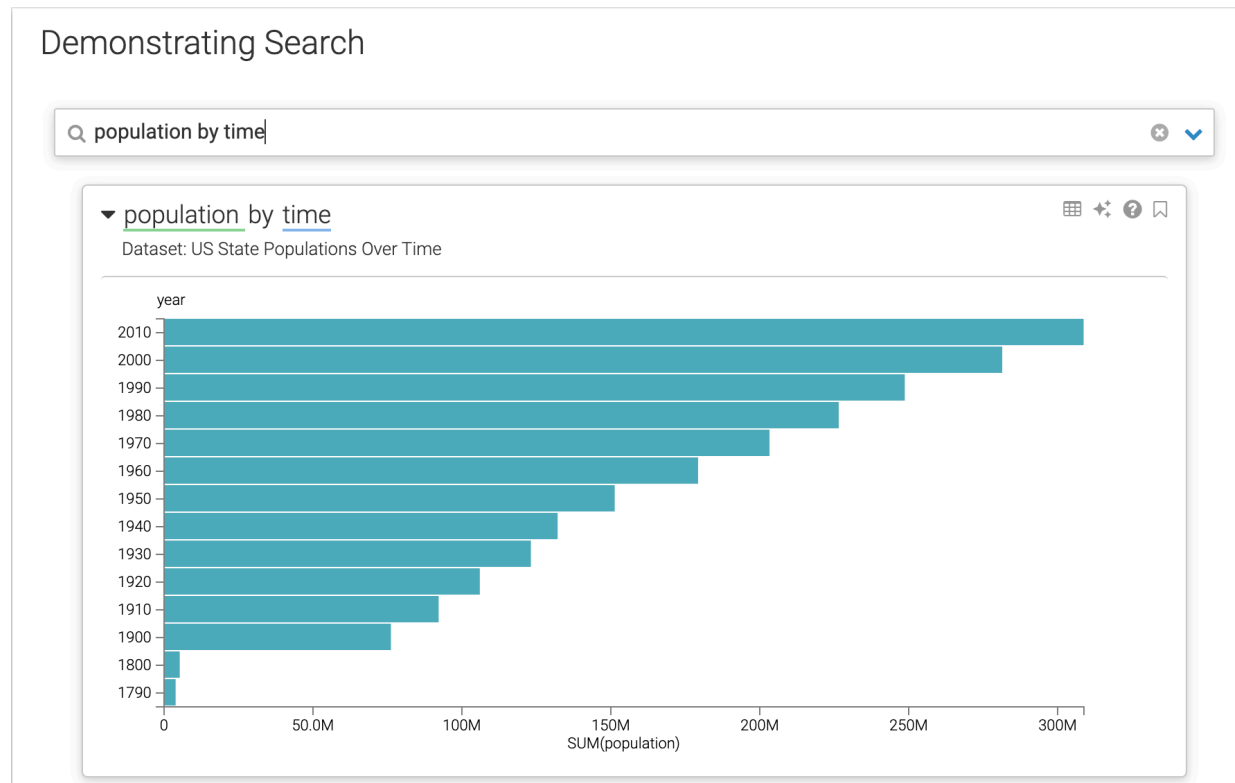 Demonstrating Search
population by time
population by time
Dataset: US State Populations Over Time
year
2010
2000
1990
1980
1970
1960
1950
1940
1930
1920
1910
1900
1800
1790
0 50.0M 100M 150M 200M 250M 300M
SUM(population)